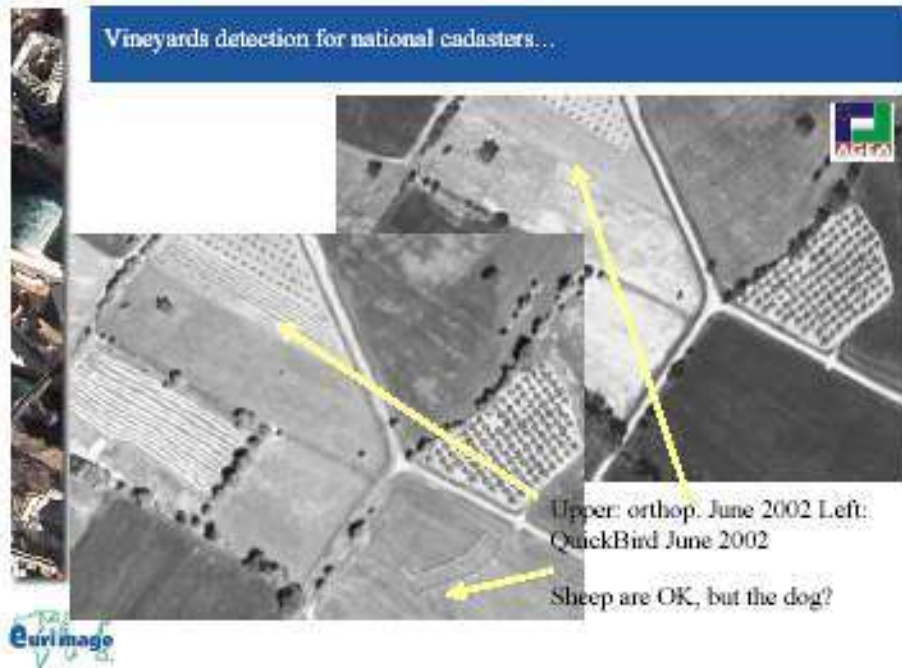 Vineyards detection for national cadasters…
AGEA
Upper: orthop. June 2002 Left:
QuickBird June 2002
Sheep are OK, but the dog?
eurimage